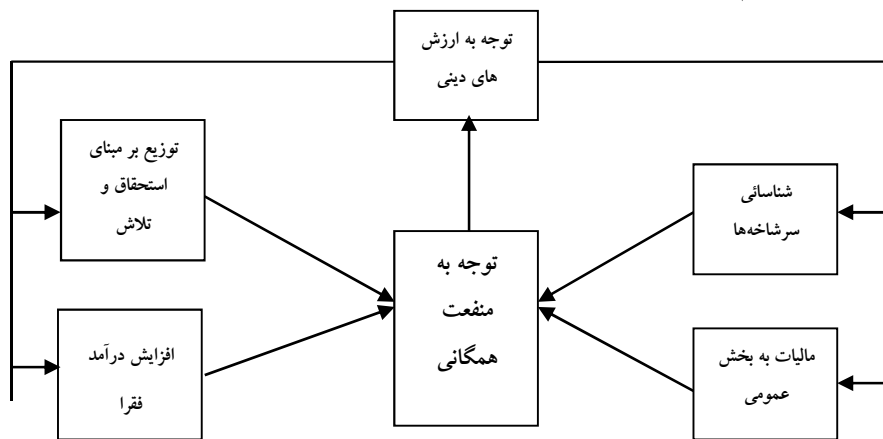 توجه به ارزش
های دینی
شناسائی
سرشاخه‌ها
توزیع بر مبنای
استحقاق و
تلاش
توجه به
منفعت
همگانی
مالیات به بخش
عمومی
افزایش درآمد
فقرا